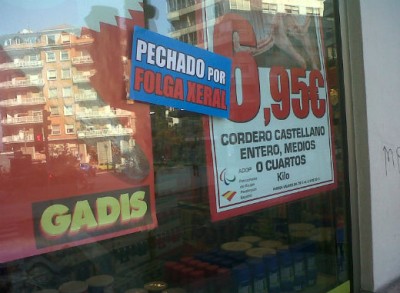 PECHADO POR
FOLGA XERAL
6,95€
CORDERO CASTELLANO
ENTERO, MEDIOS
O CUARTOS
Kilo
GADIS